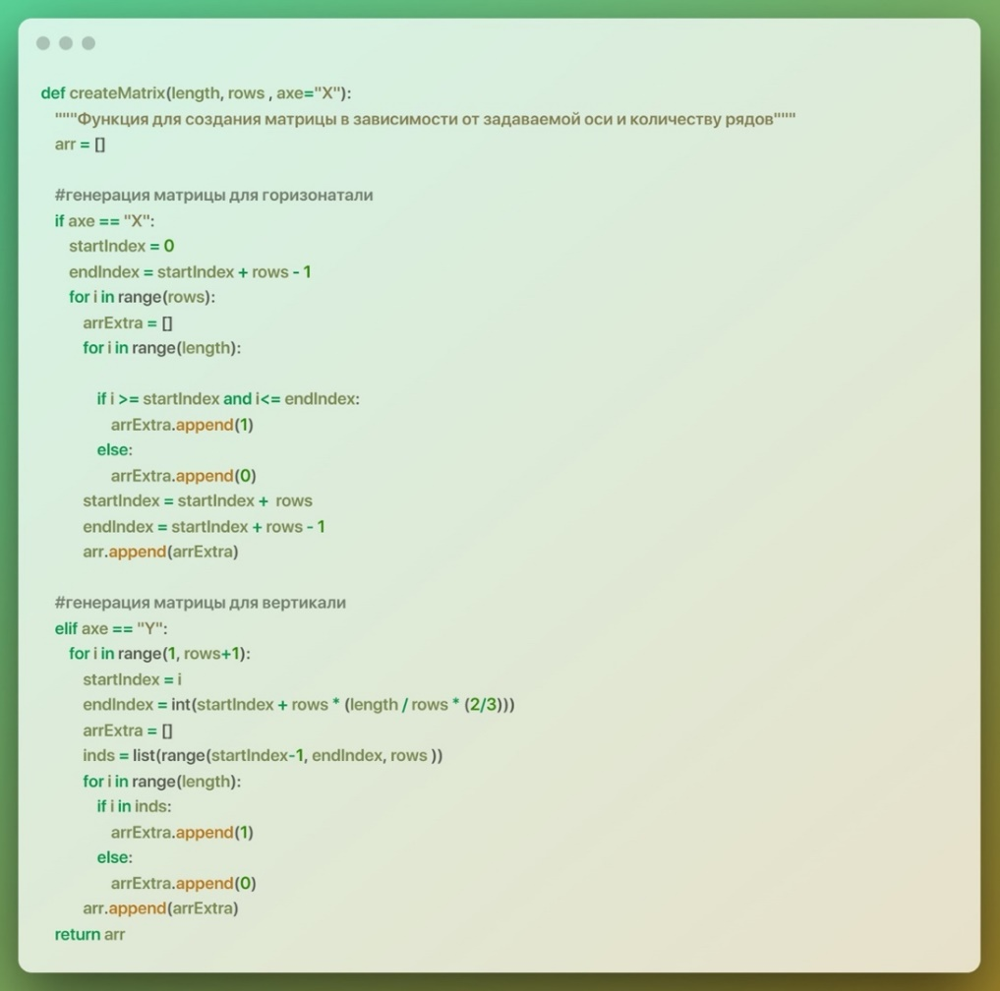 def createMatrix(length, rows , axe="X"):
"""Функция для создания матрицы в зависимости от задаваемой оси и количеству рядов"""
arr = []
#генерация матрицы для горизонатали
if axe == "X":
startIndex = 0
endIndex = startIndex + rows - 1
for i in range(rows):
arrExtra = []
for i in range(length):
if i >= startIndex and i<= endIndex:
arrExtra.append(1)
else:
arrExtra.append(0)
startIndex = startIndex +  rows
endIndex = startIndex + rows - 1
arr.append(arrExtra)
#генерация матрицы для вертикали
elif axe == "Y":
for i in range(1, rows+1):
startIndex = i
endIndex = int(startIndex + rows * (length / rows * (2/3)))
arrExtra = []
inds = list(range(startIndex-1, endIndex, rows ))
for i in range(length):
if i in inds:
arrExtra.append(1)
else:
arrExtra.append(0)
arr.append(arrExtra)
return arr